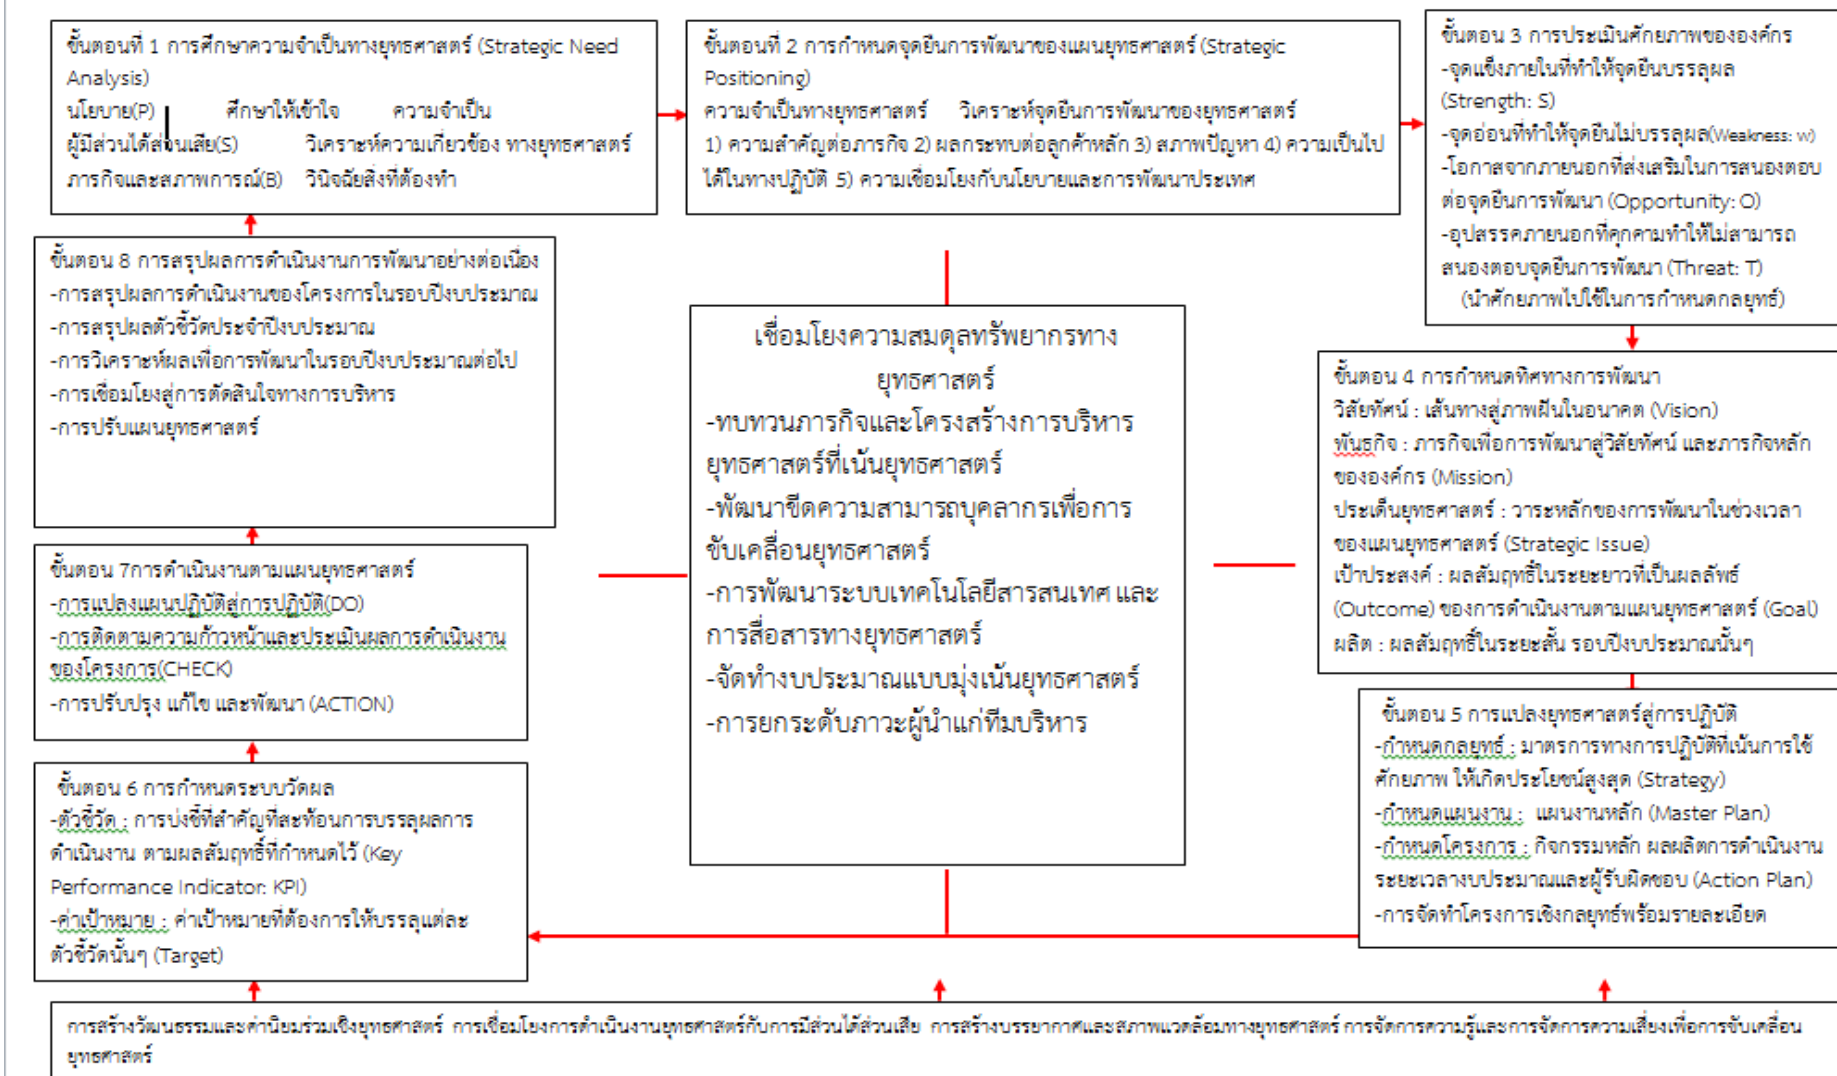 ขั้นตอนที่ 1 การศึกษาความจำเป็นทางยุทธศาสตร์ (Strategic Need
Analysis)
นโยบาย(P) ศึกษาให้เข้าใจ ความจำเป็น
ผู้มีส่วนได้ส่วนเสีย(S) วิเคราะห์ความเกี่ยวข้อง ทางยุทธศาสตร์
ภารกิจและสภาพการณ์(B) วินิจฉัยสิ่งที่ต้องทำ
ขั้นตอนที่ 2 การกำหนดจุดยืนการพัฒนาของแผนยุทธศาสตร์ (Strategic
Positioning)
ความจำเป็นทางยุทธศาสตร์ วิเคราะห์จุดยืนการพัฒนาของยุทธศาสตร์
1) ความสำคัญต่อภารกิจ 2) ผลกระทบต่อลูกค้าหลัก 3) สภาพปัญหา 4) ความเป็นไป
ได้ในทางปฏิบัติ 5) ความเชื่อมโยงกับนโยบายและการพัฒนาประเทศ
ขั้นตอน 3 การประเมินศักยภาพขององค์กร
-จุดแข็งภายในที่ทำให้จุดยืนบรรลุผล
(Strength: S)
-จุดอ่อนที่ทำให้จุดยืนไม่บรรลุผล(Weakness: w)
-โอกาสจากภายนอกที่ส่งเสริมในการสนองตอบ
ต่อจุดยืนการพัฒนา (Opportunity: O)
-อุปสรรคภายนอกที่คุกคามทำให้ไม่สามารถ
สนองตอบจุดยืนการพัฒนา (Threat: T)
(นำศักยภาพไปใช้ในการกำหนดกลยุทธ์)
ขั้นตอน 4 การกำหนดทิศทางการพัฒนา
วิสัยทัศน์ : เส้นทางสู่ภาพฝันในอนาคต (Vision)
พันธกิจ : ภารกิจเพื่อการพัฒนาสู่วิสัยทัศน์ และภารกิจหลัก
ขององค์กร (Mission)
ประเด็นยุทธศาสตร์ : วาระหลักของการพัฒนาในช่วงเวลา
ของแผนยุทธศาสตร์ (Strategic Issue)
เป้าประสงค์ : ผลสัมฤทธิ์ในระยะยาวที่เป็นผลลัพธ์
(Outcome) ของการดำเนินงานตามแผนยุทธศาสตร์ (Goal)
ผลิต : ผลสัมฤทธิ์ในระยะสั้น รอบปีงบประมาณนั้นๆ
ขั้นตอน 5 การแปลงยุทธศาสตร์สู่การปฏิบัติ
-กำหนดกลยุทธ์ : มาตรการทางการปฏิบัติที่เน้นการใช้
ศักยภาพ ให้เกิดประโยชน์สูงสุด (Strategy)
-กำหนดแผนงาน : แผนงานหลัก (Master Plan)
-กำหนดโครงการ : กิจกรรมหลัก ผลผลิตการดำเนินงาน
ระยะเวลางบประมาณและผู้รับผิดชอบ (Action Plan)
-การจัดทำโครงการเชิงกลยุทธ์พร้อมรายละเอียด
ขั้นตอน 6 การกำหนดระบบวัดผล
-ตัวชี้วัด : การบ่งชี้ที่สำคัญที่สะท้อนการบรรลุผลการ
ดำเนินงาน ตามผลสัมฤทธิ์ที่กำหนดไว้ (Key
Performance Indicator: KPI)
-ค่าเป้าหมาย : ค่าเป้าหมายที่ต้องการให้บรรลุแต่ละ
ตัวชี้วัดนั้นๆ (Target)
ขั้นตอน 7การดำเนินงานตามแผนยุทธศาสตร์
-การแปลงแผนปฏิบัติสู่การปฏิบัติ(DO)
-การติดตามความก้าวหน้าและประเมินผลการดำเนินงาน
ของโครงการ(CHECK)
-การปรับปรุง แก้ไข และพัฒนา (ACTION)
ขั้นตอน 8 การสรุปผลการดำเนินงานการพัฒนาอย่างต่อเนื่อง
-การสรุปผลการดำเนินงานของโครงการในรอบปีงบประมาณ
-การสรุปผลตัวชี้วัดประจำปีงบประมาณ
-การวิเคราะห์ผลเพื่อการพัฒนาในรอบปีงบประมาณต่อไป
-การเชื่อมโยงสู่การตัดสินใจทางการบริหาร
-การปรับแผนยุทธศาสตร์
เชื่อมโยงความสมดุลทรัพยากรทาง
ยุทธศาสตร์
-ทบทวนภารกิจและโครงสร้างการบริหาร
ยุทธศาสตร์ที่เน้นยุทธศาสตร์
-พัฒนาขีดความสามารถบุคลากรเพื่อการ
ขับเคลื่อนยุทธศาสตร์
-การพัฒนาระบบเทคโนโลยีสารสนเทศ และ
การสื่อสารทางยุทธศาสตร์
-จัดทำงบประมาณแบบมุ่งเน้นยุทธศาสตร์
-การยกระดับภาวะผู้นำแก่ทีมบริหาร
การสร้างวัฒนธรรมและค่านิยมร่วมเชิงยุทธศาสตร์ การเชื่อมโยงการดำเนินงานยุทธศาสตร์กับการมีส่วนได้ส่วนเสีย การสร้างบรรยากาศและสภาพแวดล้อมทางยุทธศาสตร์ การจัดการความรู้และการจัดการความเสี่ยงเพื่อการขับเคลื่อน
ยุทธศาสตร์